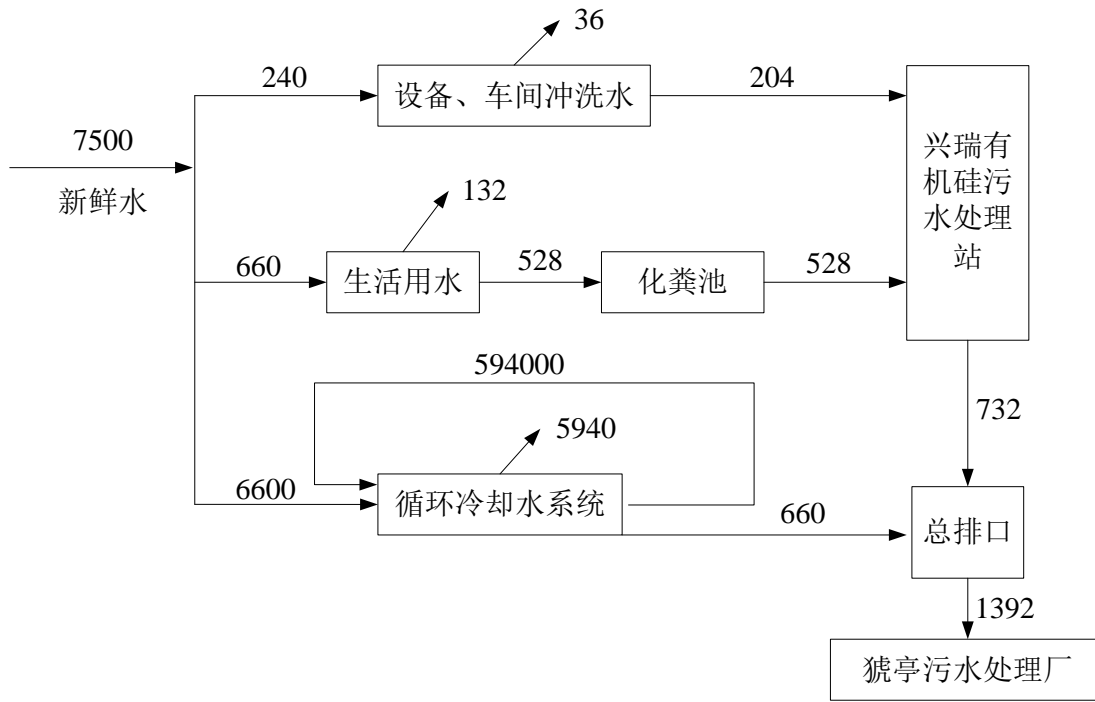 36
240
设备、车间冲洗水
204
7500
新鲜水
兴瑞有
机硅污
水处理
站
132
660
生活用水
528
化粪池
528
594000
5940
732
6600
循环冷却水系统
660
总排口
1392
猇亭污水处理厂